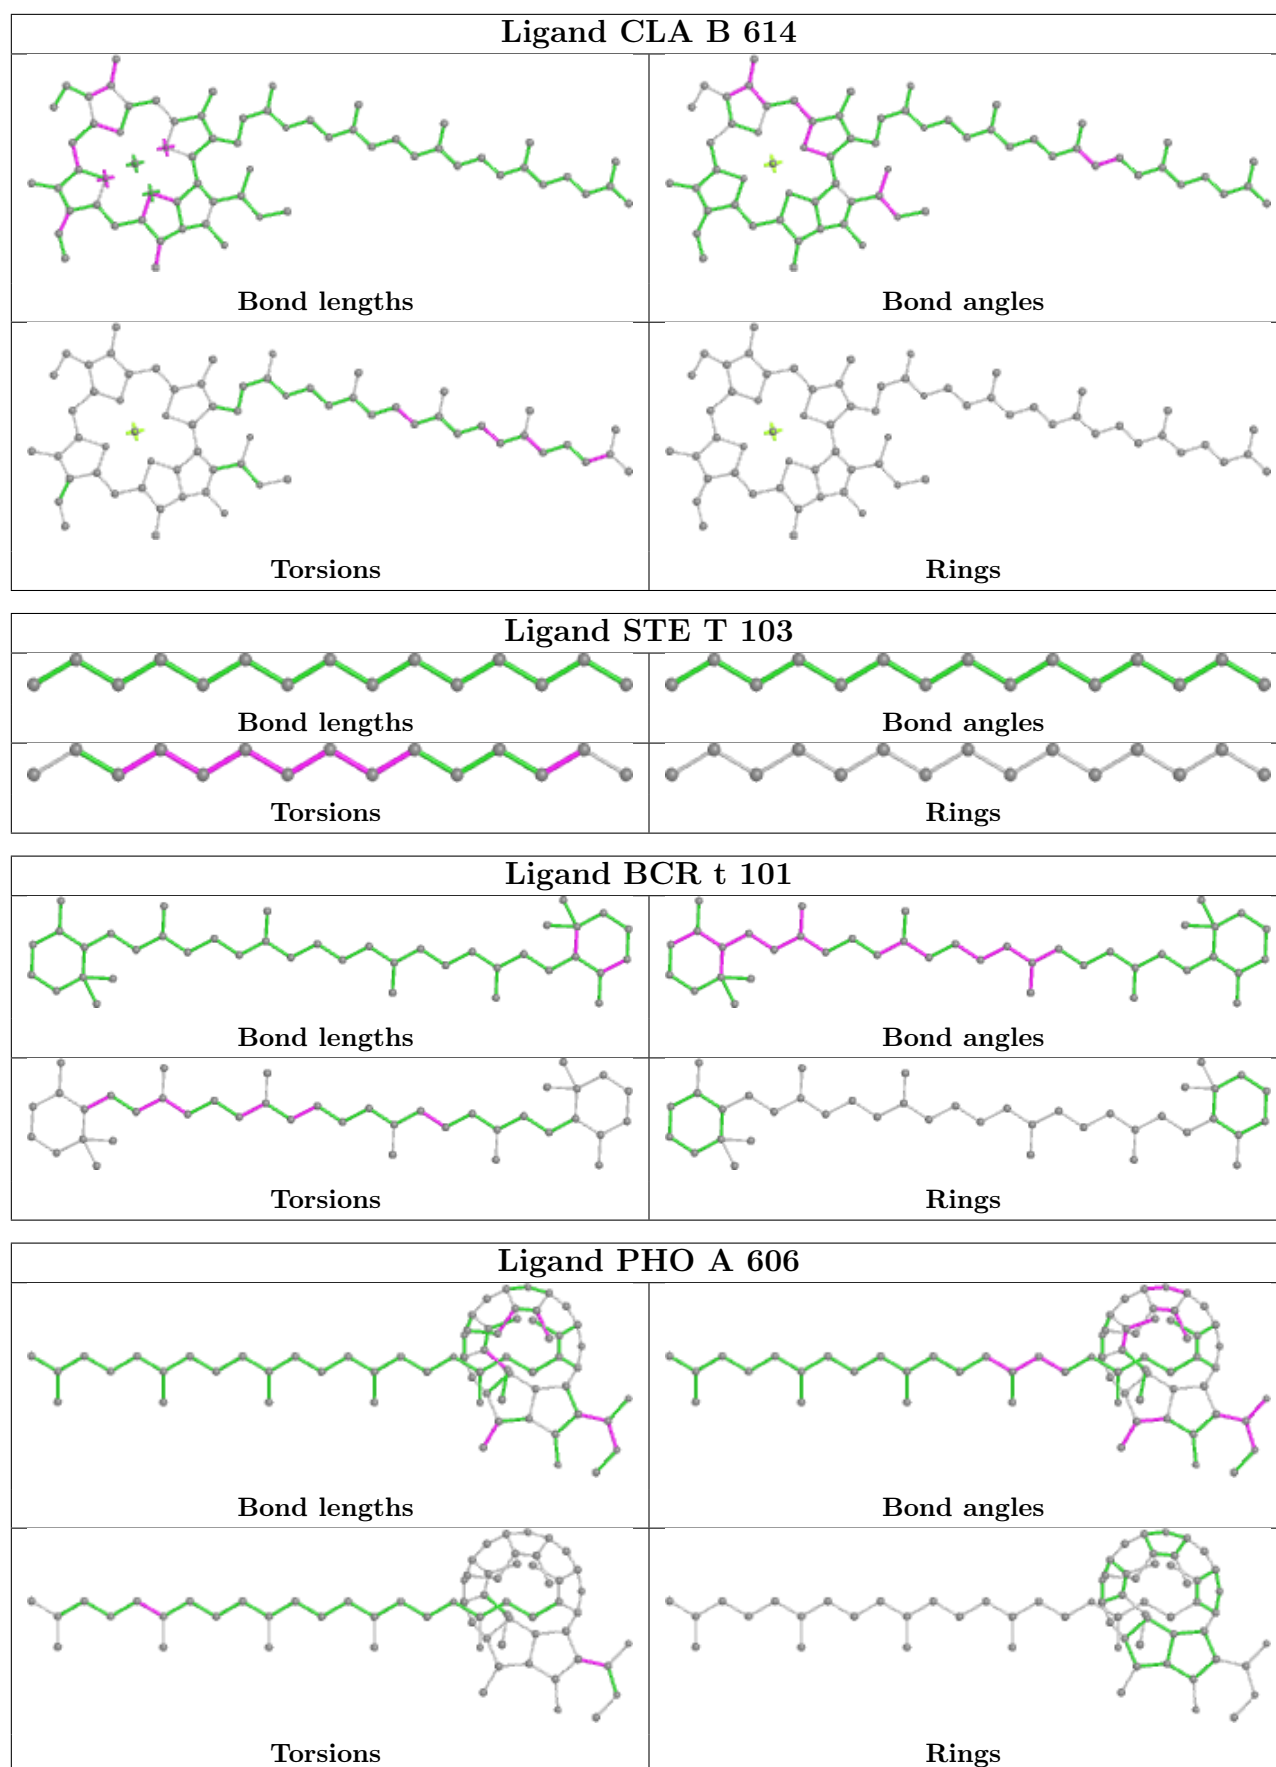 Ligand CLA B 614
Bond lengths
Bond angles
Torsions
Rings
Ligand STE T 103
Bond lengths
Bond angles
Torsions
Rings
Ligand BCR t 101
Bond lengths
Bond angles
Torsions
Rings
Ligand PHO A 606
Bond lengths
Bond angles
Torsions
Rings